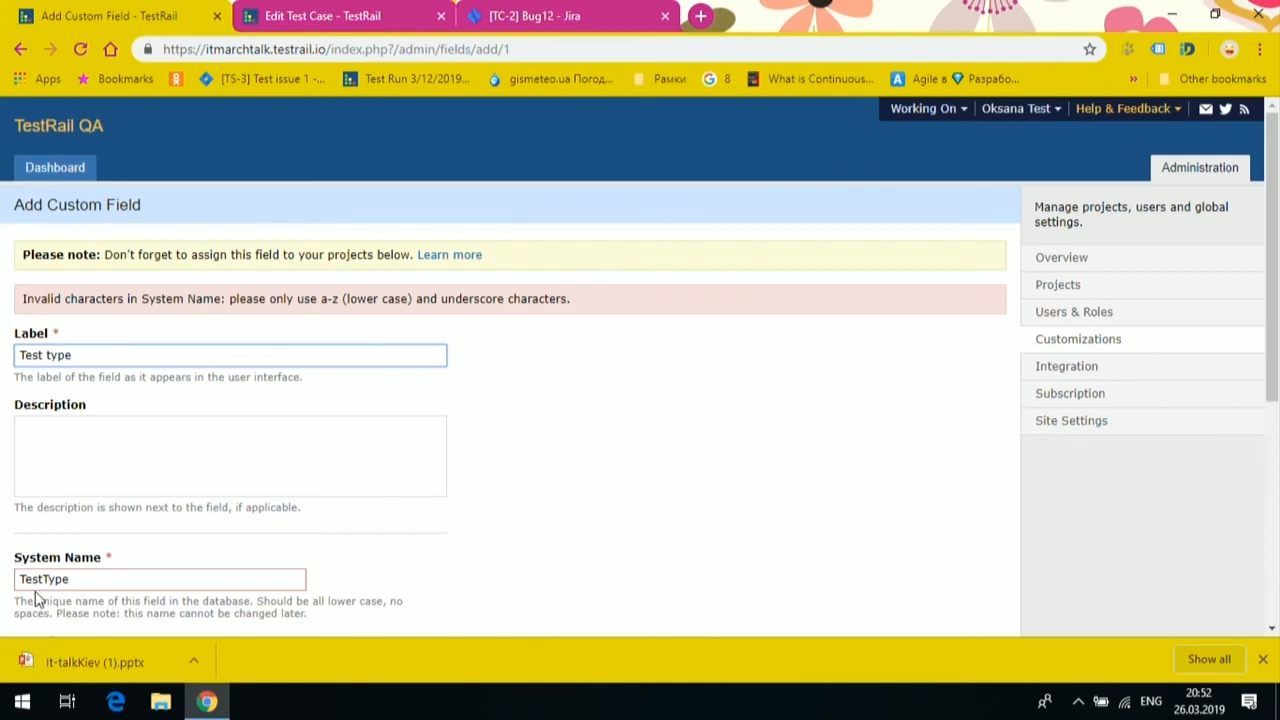 Add Custom Field - TestRail
Edit Test Case - TestRail
[TC-2] Bug12 - Jira
https://itmarchtalk.testrail.io/index.php?/admin/fields/add/1
Apps
Bookmarks
[TS-3] Test issue 1 -...
Test Run 3/12/2019...
gismeteo.ua Погод...
Рамки
8
What is Continuous...
Agile в
Разрабо...
Other bookmarks
Working On
Oksana Test
Help & Feedback
TestRail QA
Dashboard
Administration
Add Custom Field
Please note: Don't forget to assign this field to your projects below. Learn more
Invalid characters in System Name: please only use a-z (lower case) and underscore characters.
Label *
Test type
The label of the field as it appears in the user interface.
Description
The description is shown next to the field, if applicable.
System Name *
TestType
The unique name of this field in the database. Should be all lower case, no
spaces. Please note: this name cannot be changed later.
Manage projects, users and global
settings.
Overview
Projects
Users & Roles
Customizations
Integration
Subscription
Site Settings
It-talkKiev (1).pptx
Show all
ENG
20:52
26.03.2019